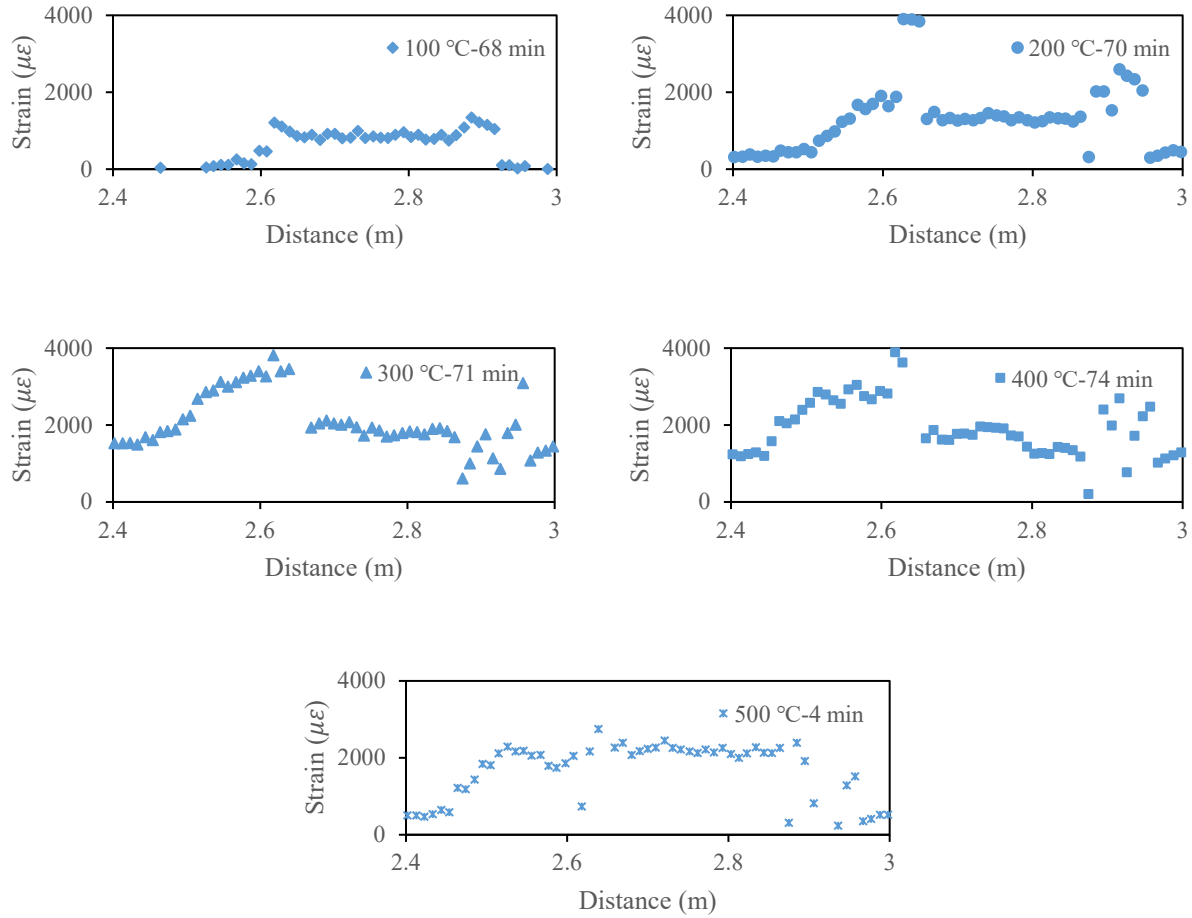 4000
2000
0
Strain (με)
100 ℃-68 min
2.4 2.6 2.8 3
Distance (m)
4000
2000
0
Strain (με)
200 ℃-70 min
2.4 2.6 2.8 3
Distance (m)
4000
2000
0
Strain (με)
300 ℃-71 min
2.4 2.6 2.8 3
Distance (m)
4000
2000
0
Strain (με)
400 ℃-74 min
2.4 2.6 2.8 3
Distance (m)
4000
2000
0
Strain (με)
500 ℃-4 min
2.4 2.6 2.8 3
Distance (m)